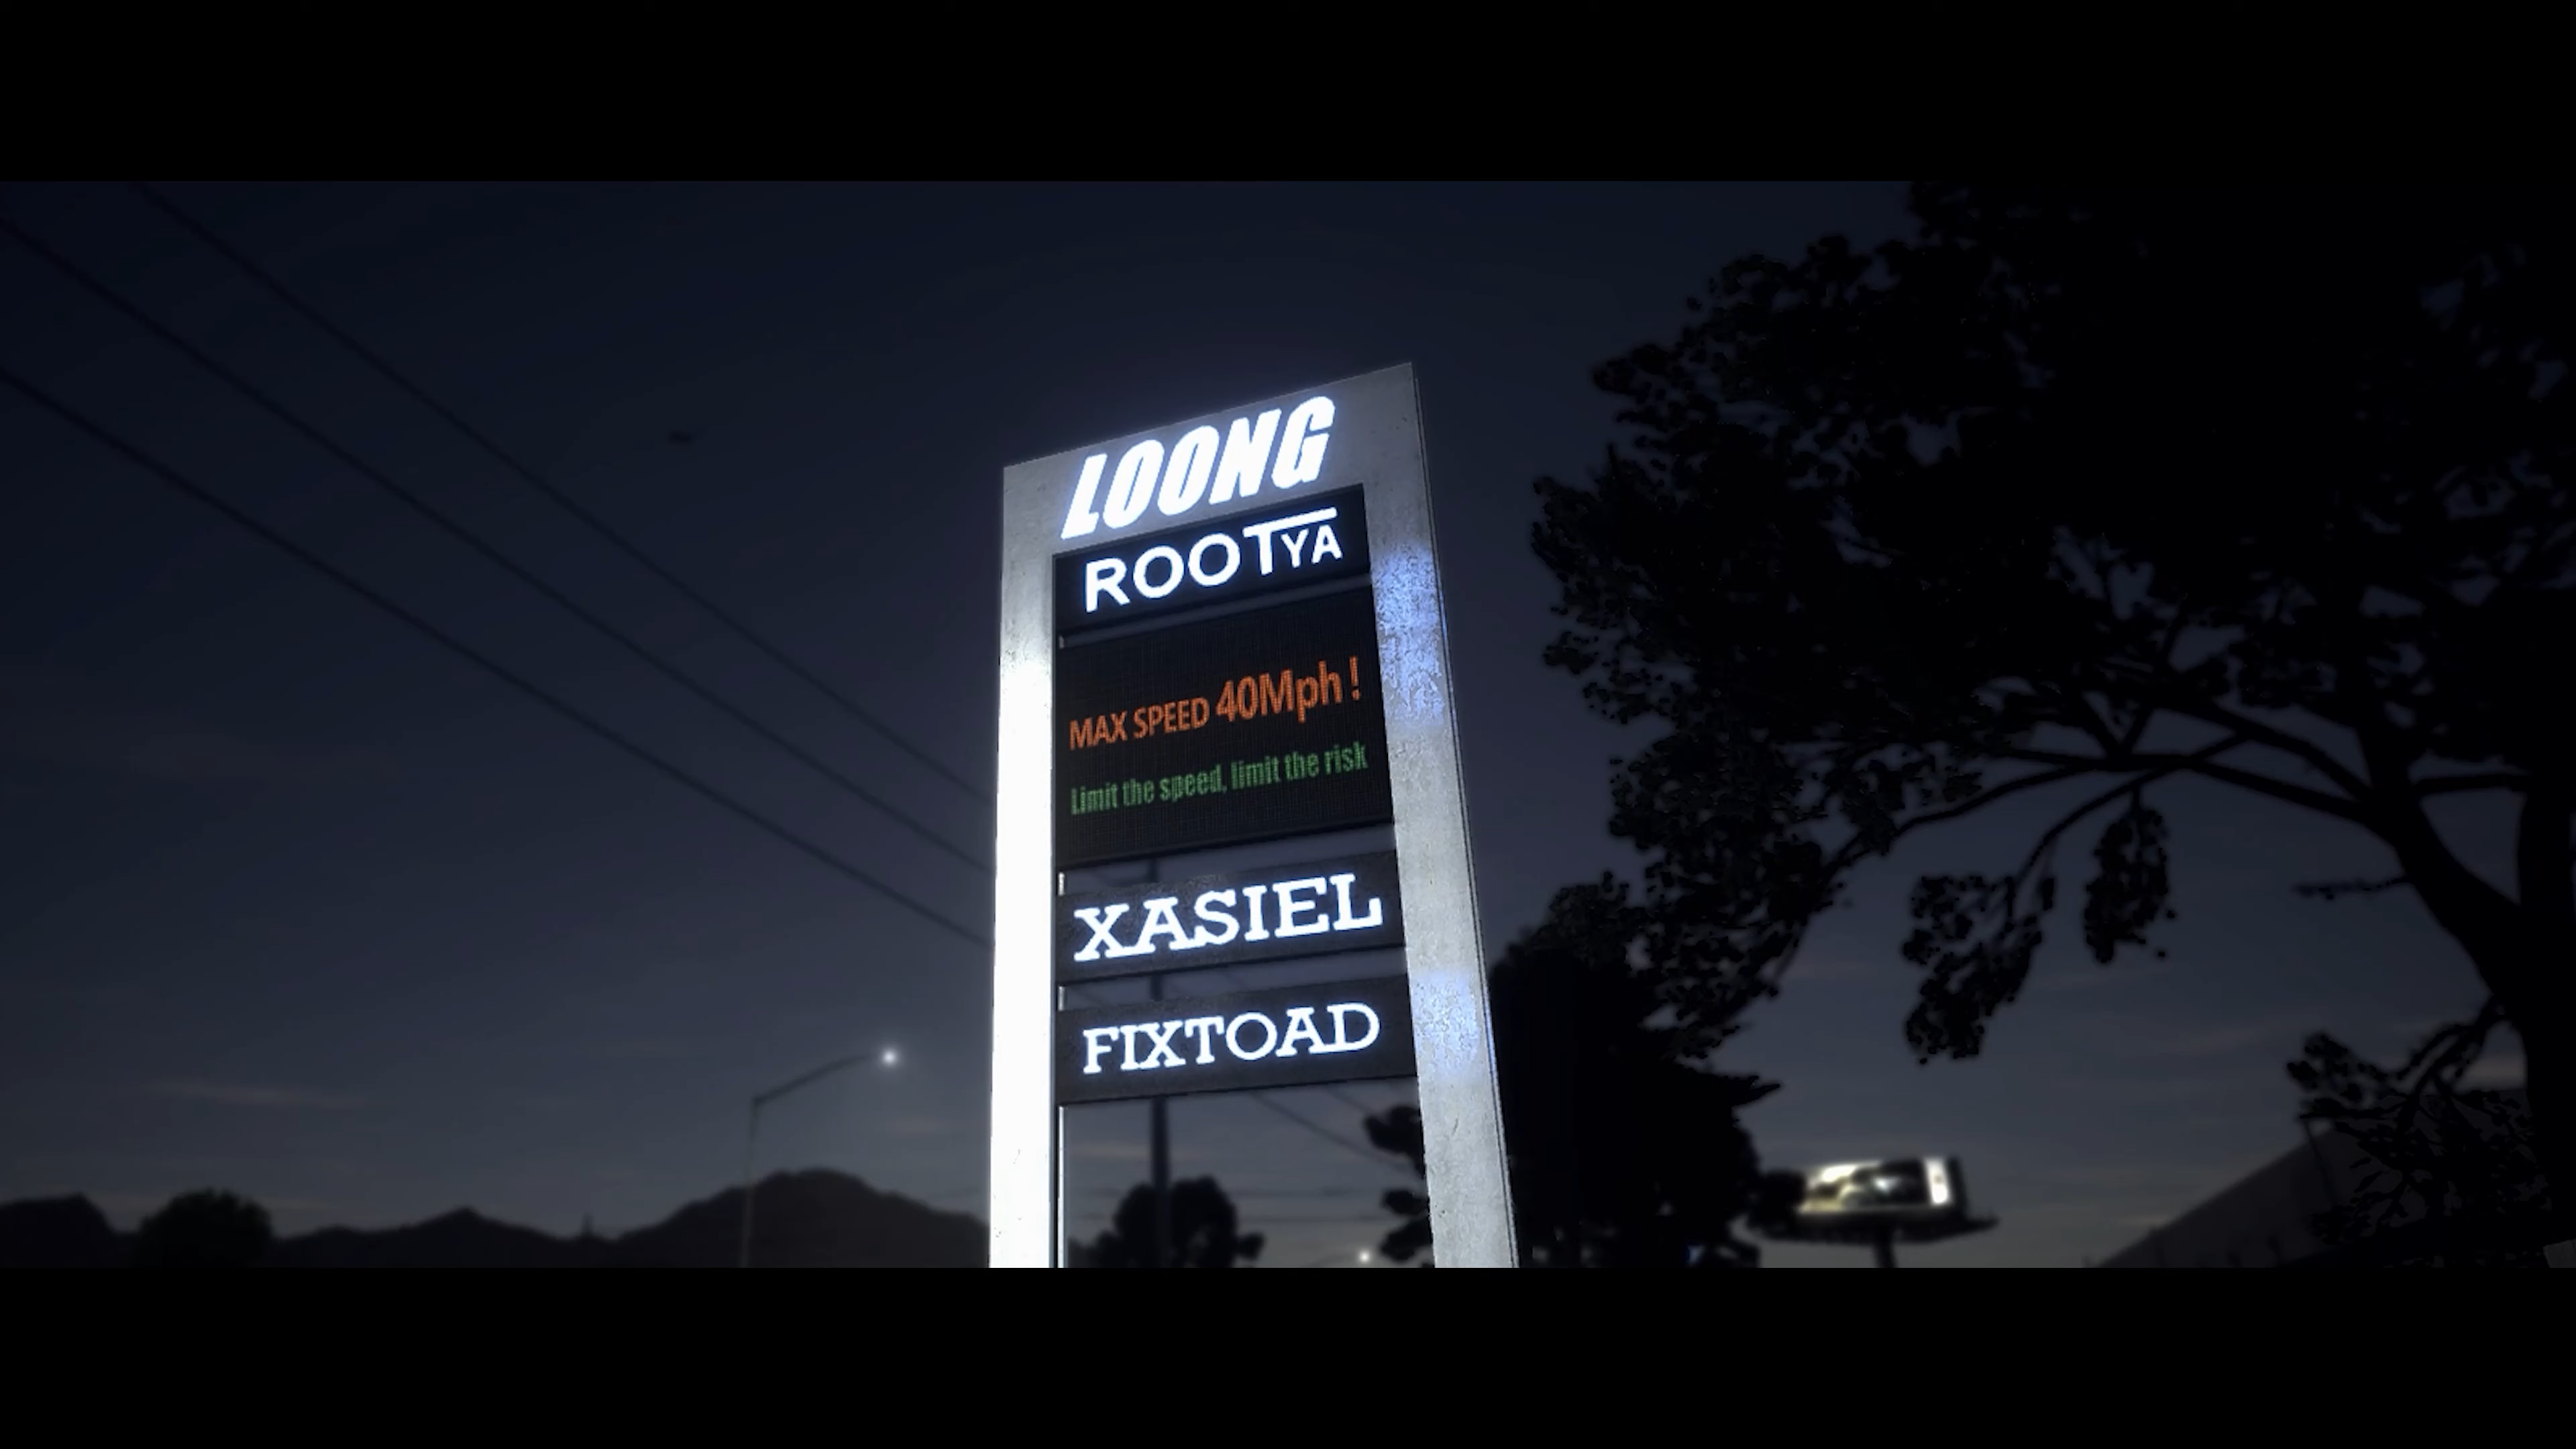 LOONG
ROOTYA
MAX SPEED 40Mph !
Limit the speed, limit the risk
XASIEL
FIXTOAD